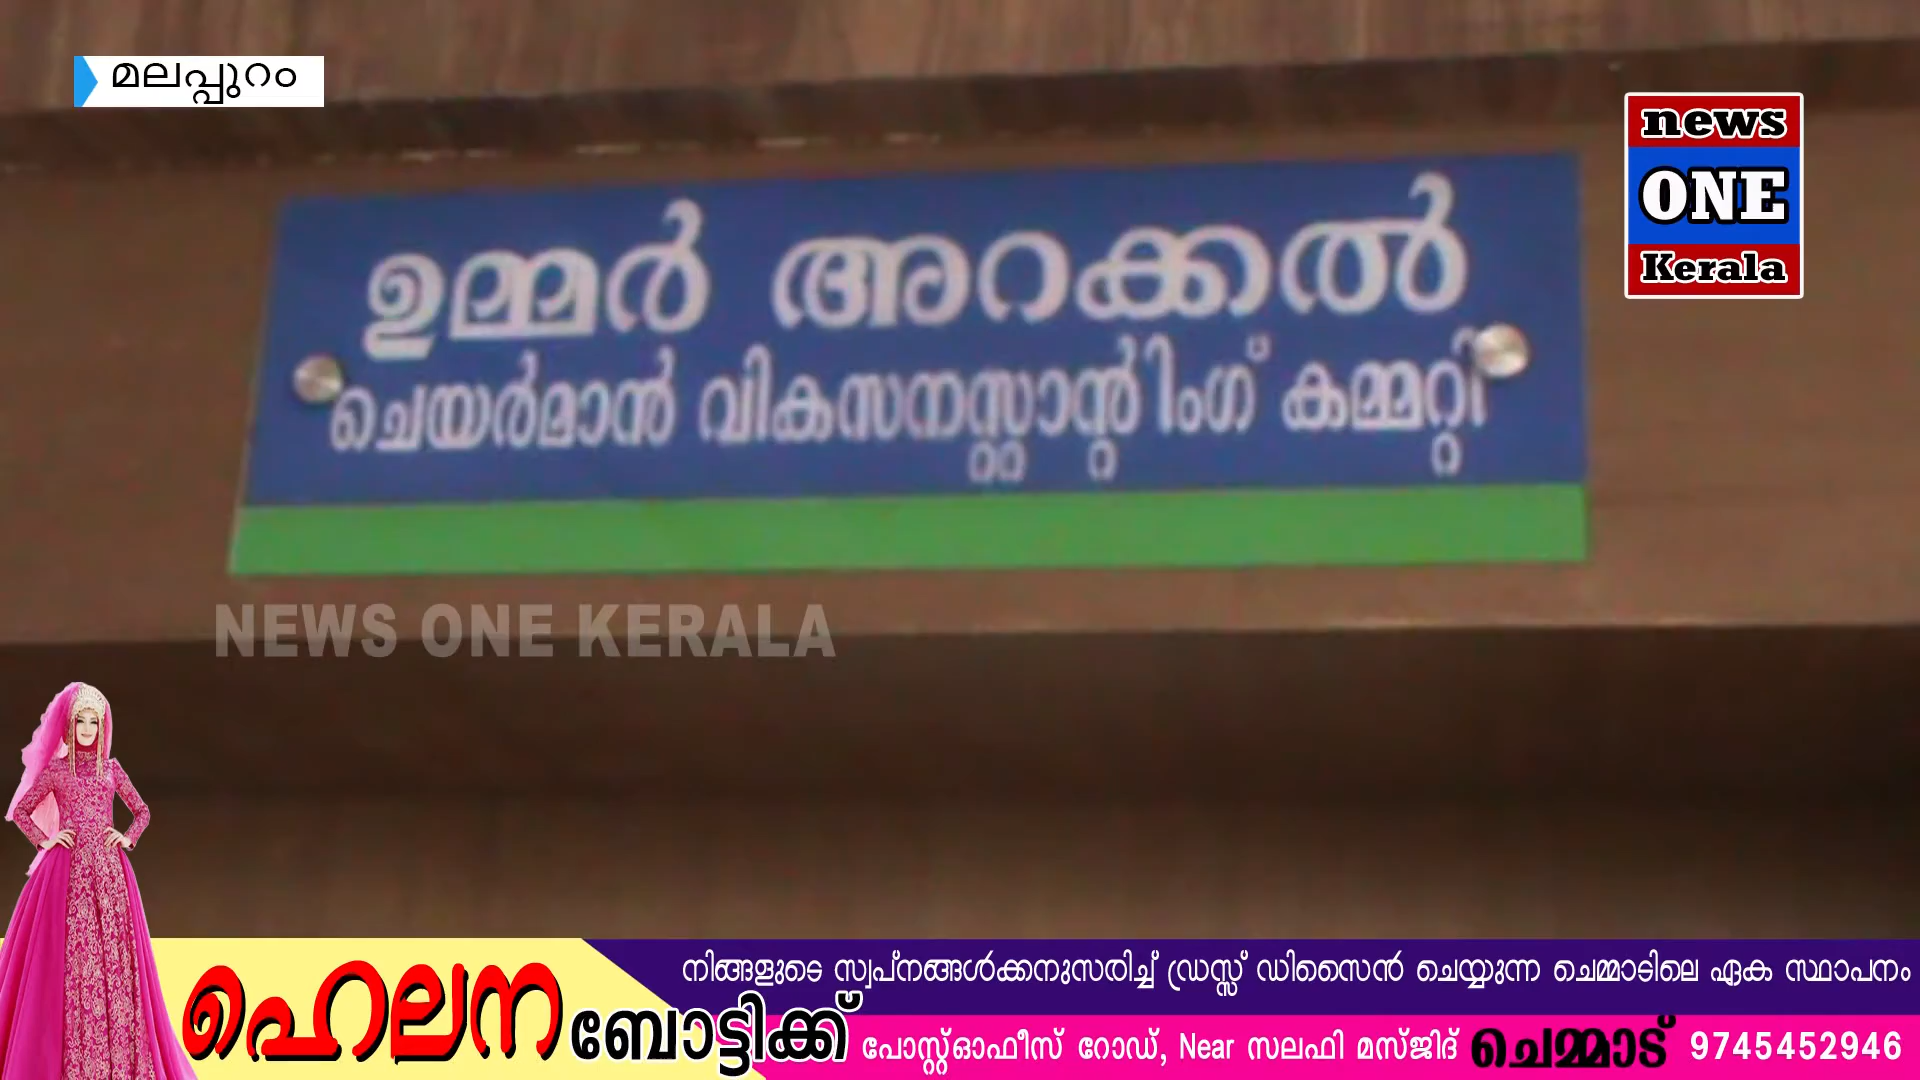 മലപ്പുറം
news
ONE
Kerala
ഉമ്മർ അറക്കൽ
ചെയർമാൻ വികസനസ്റ്റാന്റിംഗ് കമ്മറ്റി
NEWS ONE KERALA
നിങ്ങളുടെ സ്വപ്നങ്ങൾക്കനുസരിച്ച് ഡ്രസ്സ് ഡിസൈൻ ചെയ്യുന്ന ചെമ്മാടിലെ ഏക സ്ഥാപനം
ഹെലന ബോട്ടിക്ക്
പോസ്റ്റ്ഓഫീസ് റോഡ്, Near സലഫി മസ്ജിദ് ചെമ്മാട് 9745452946